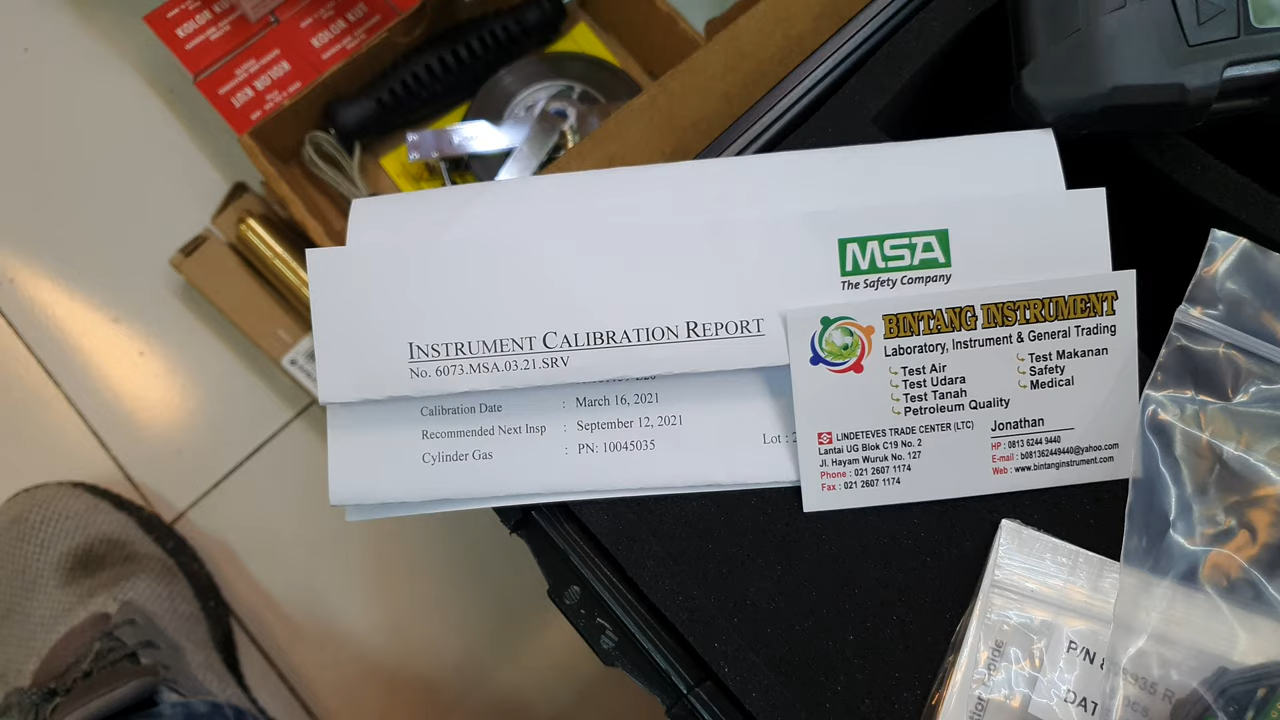 KOLOR KUT
KOLOR KUT
KOLOR KUT
MSA
The Safety Company
INSTRUMENT CALIBRATION REPORT
No. 6073.MSA.03.21.SRV
Calibration Date : March 16, 2021
Recommended Next Insp : September 12, 2021
Cylinder Gas : PN: 10045035
Lot :
BINTANG INSTRUMENT
Laboratory, Instrument & General Trading
Test Air
Test Udara
Test Tanah
Petroleum Quality
Test Makanan
Safety
Medical
LINDETEVES TRADE CENTER (LTC)
Lantai UG Blok C19 No. 2
Jl. Hayam Wuruk No. 127
Phone : 021 2607 1174
Fax : 021 2607 1174
Jonathan
HP : 0813 6244 9440
E-mail : b081362449440@yahoo.com
Web : www.bintanginstrument.com
P/N
DAT